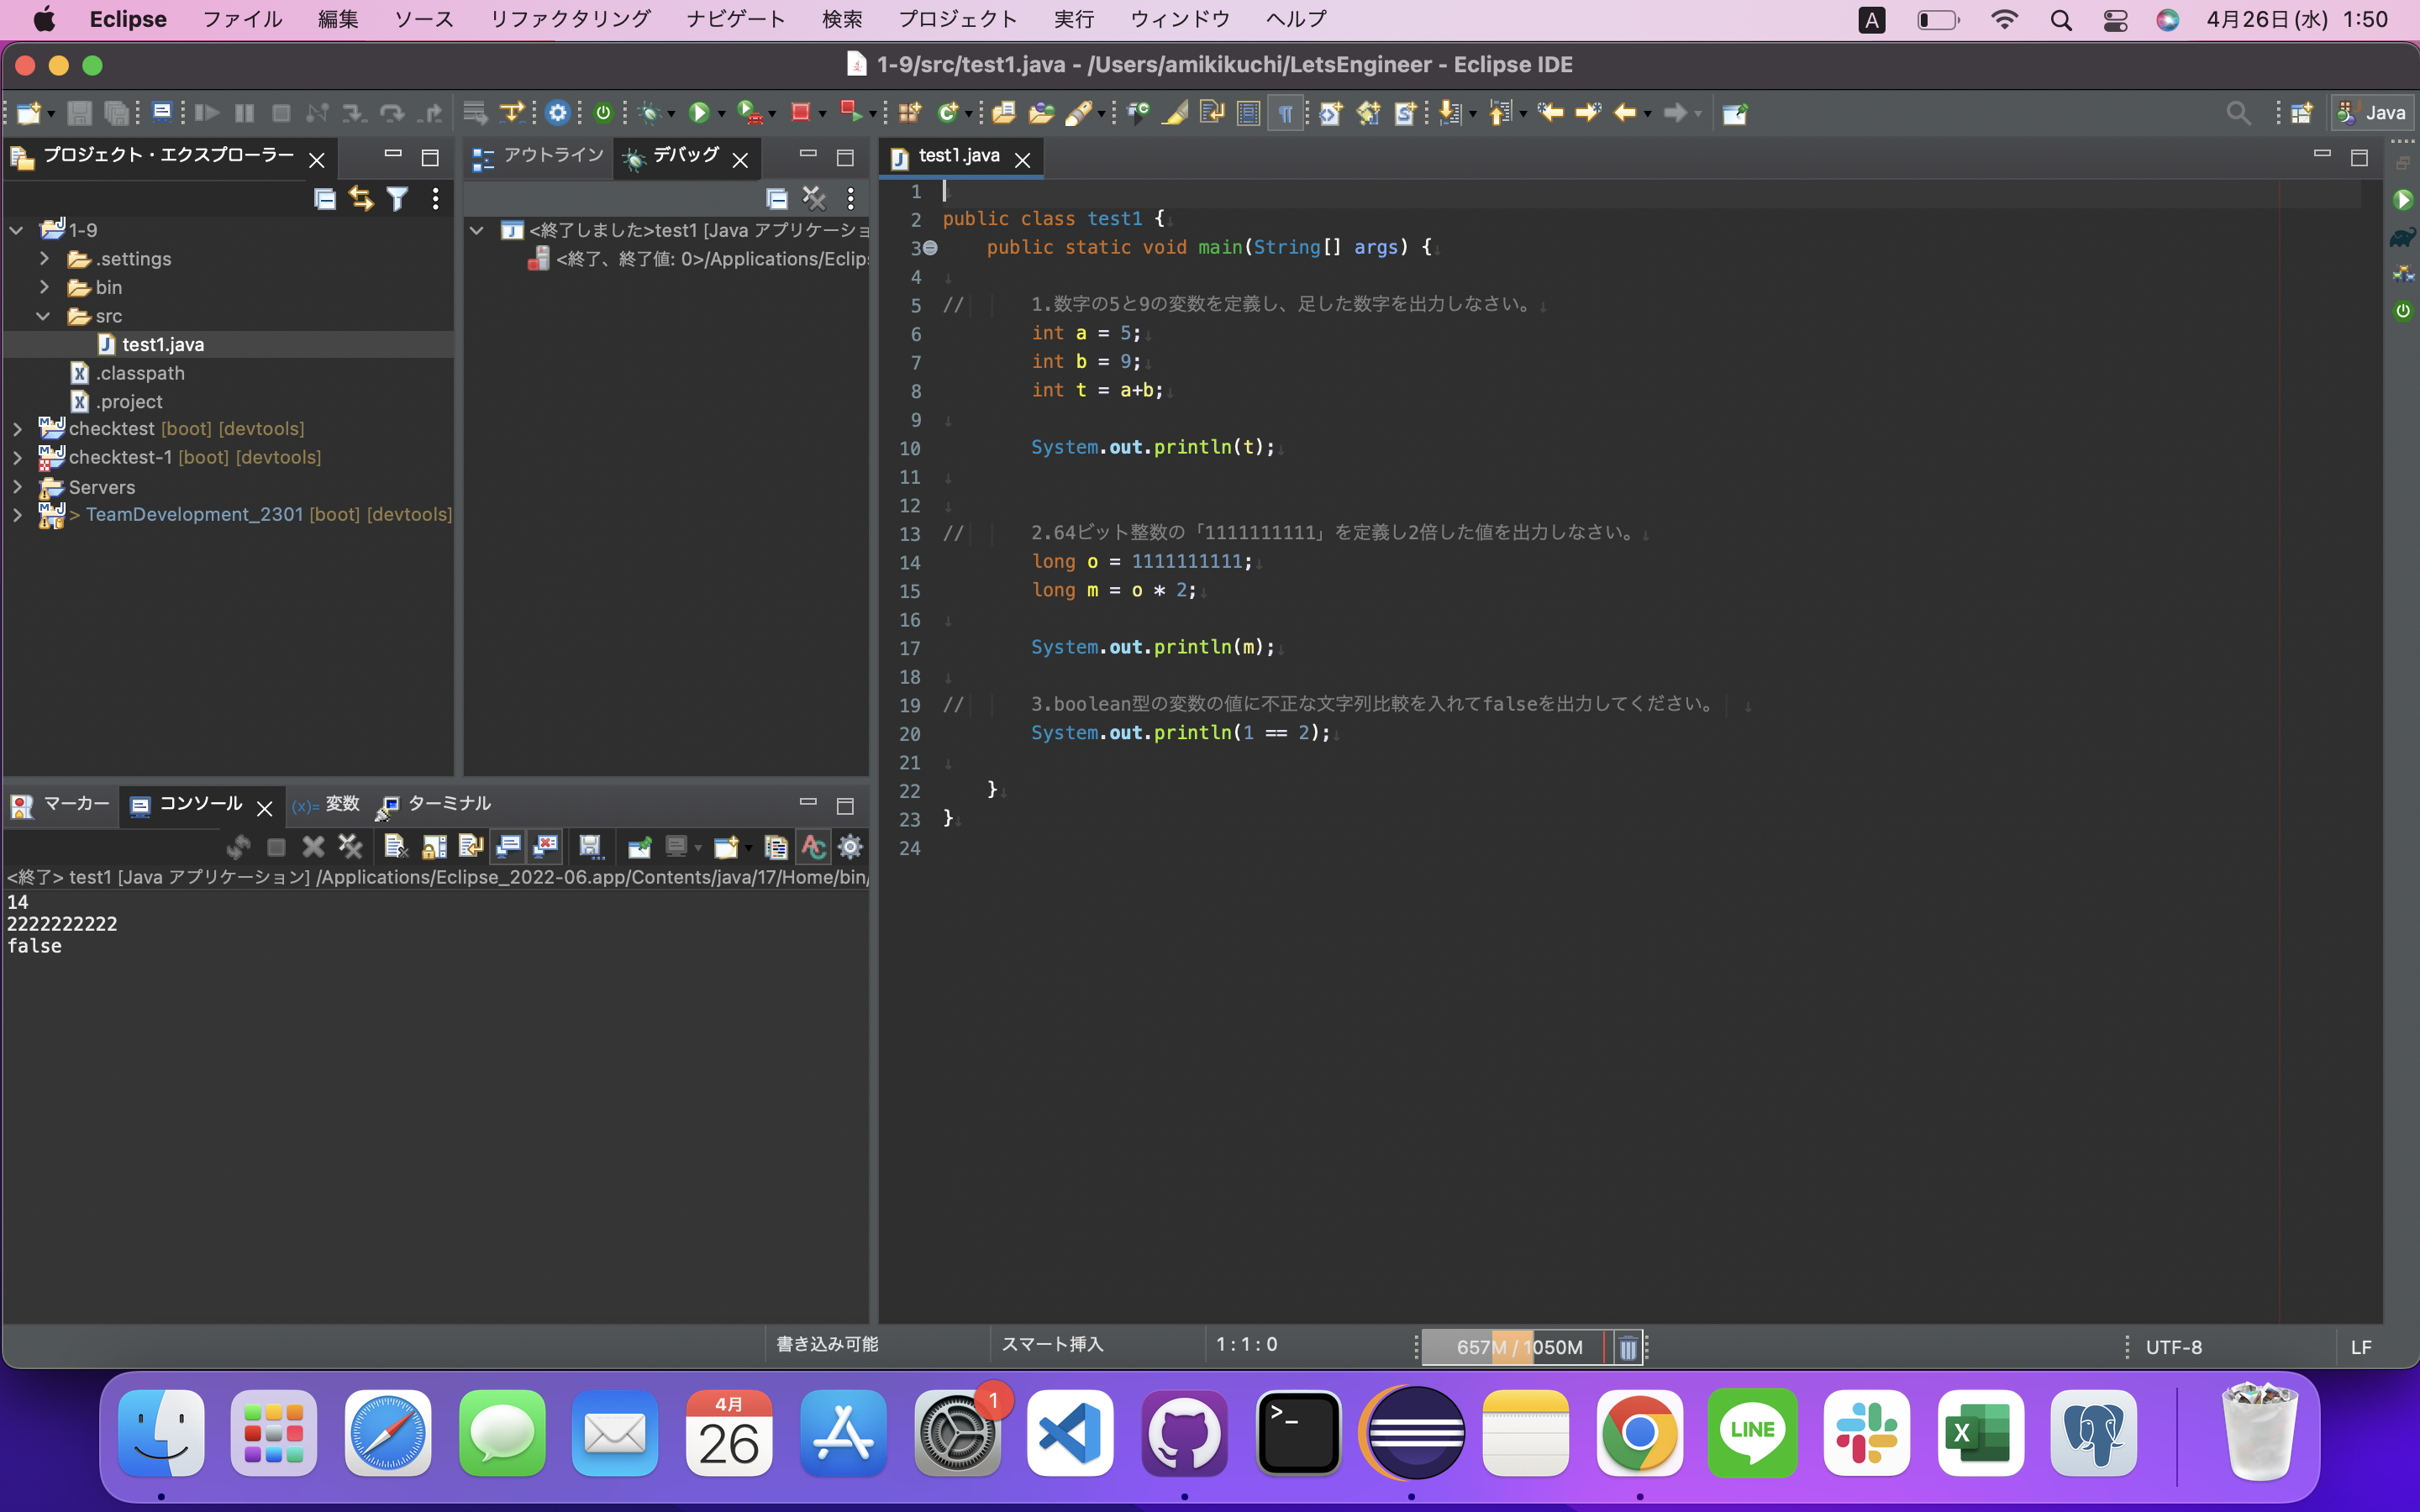 Eclipse ファイル 編集 ソース リファクタリング ナビゲート 検索 プロジェクト 実行 ウィンドウ ヘルプ A 4月26日(水) 1:50
1-9/src/test1.java - /Users/amikikuchi/LetsEngineer - Eclipse IDE
Java
プロジェクト・エクスプローラー
1-9
.settings
bin
src
test1.java
.classpath
.project
checktest [boot] [devtools]
checktest-1 [boot] [devtools]
Servers
> TeamDevelopment_2301 [boot] [devtools]
アウトライン デバッグ
<終了しました>test1 [Java アプリケーショ
<終了、終了値: 0>/Applications/Eclip
test1.java
1
2 public class test1 {
3 public static void main(String[] args) {
4
5 // 1.数字の5と9の変数を定義し、足した数字を出力しなさい。
6 int a = 5;
7 int b = 9;
8 int t = a+b;
9
10 System.out.println(t);
11
12
13 // 2.64ビット整数の「1111111111」を定義し2倍した値を出力しなさい。
14 long o = 1111111111;
15 long m = o * 2;
16
17 System.out.println(m);
18
19 // 3.boolean型の変数の値に不正な文字列比較を入れてfalseを出力してください。
20 System.out.println(1 == 2);
21
22 }
23 }
24
マーカー コンソール (x)= 変数 ターミナル
<終了> test1 [Java アプリケーション] /Applications/Eclipse_2022-06.app/Contents/java/17/Home/bin/
14
2222222222
false
書き込み可能 スマート挿入 1 : 1 : 0 657M / 1050M UTF-8 LF
4月
26
1
>_
LINE
X